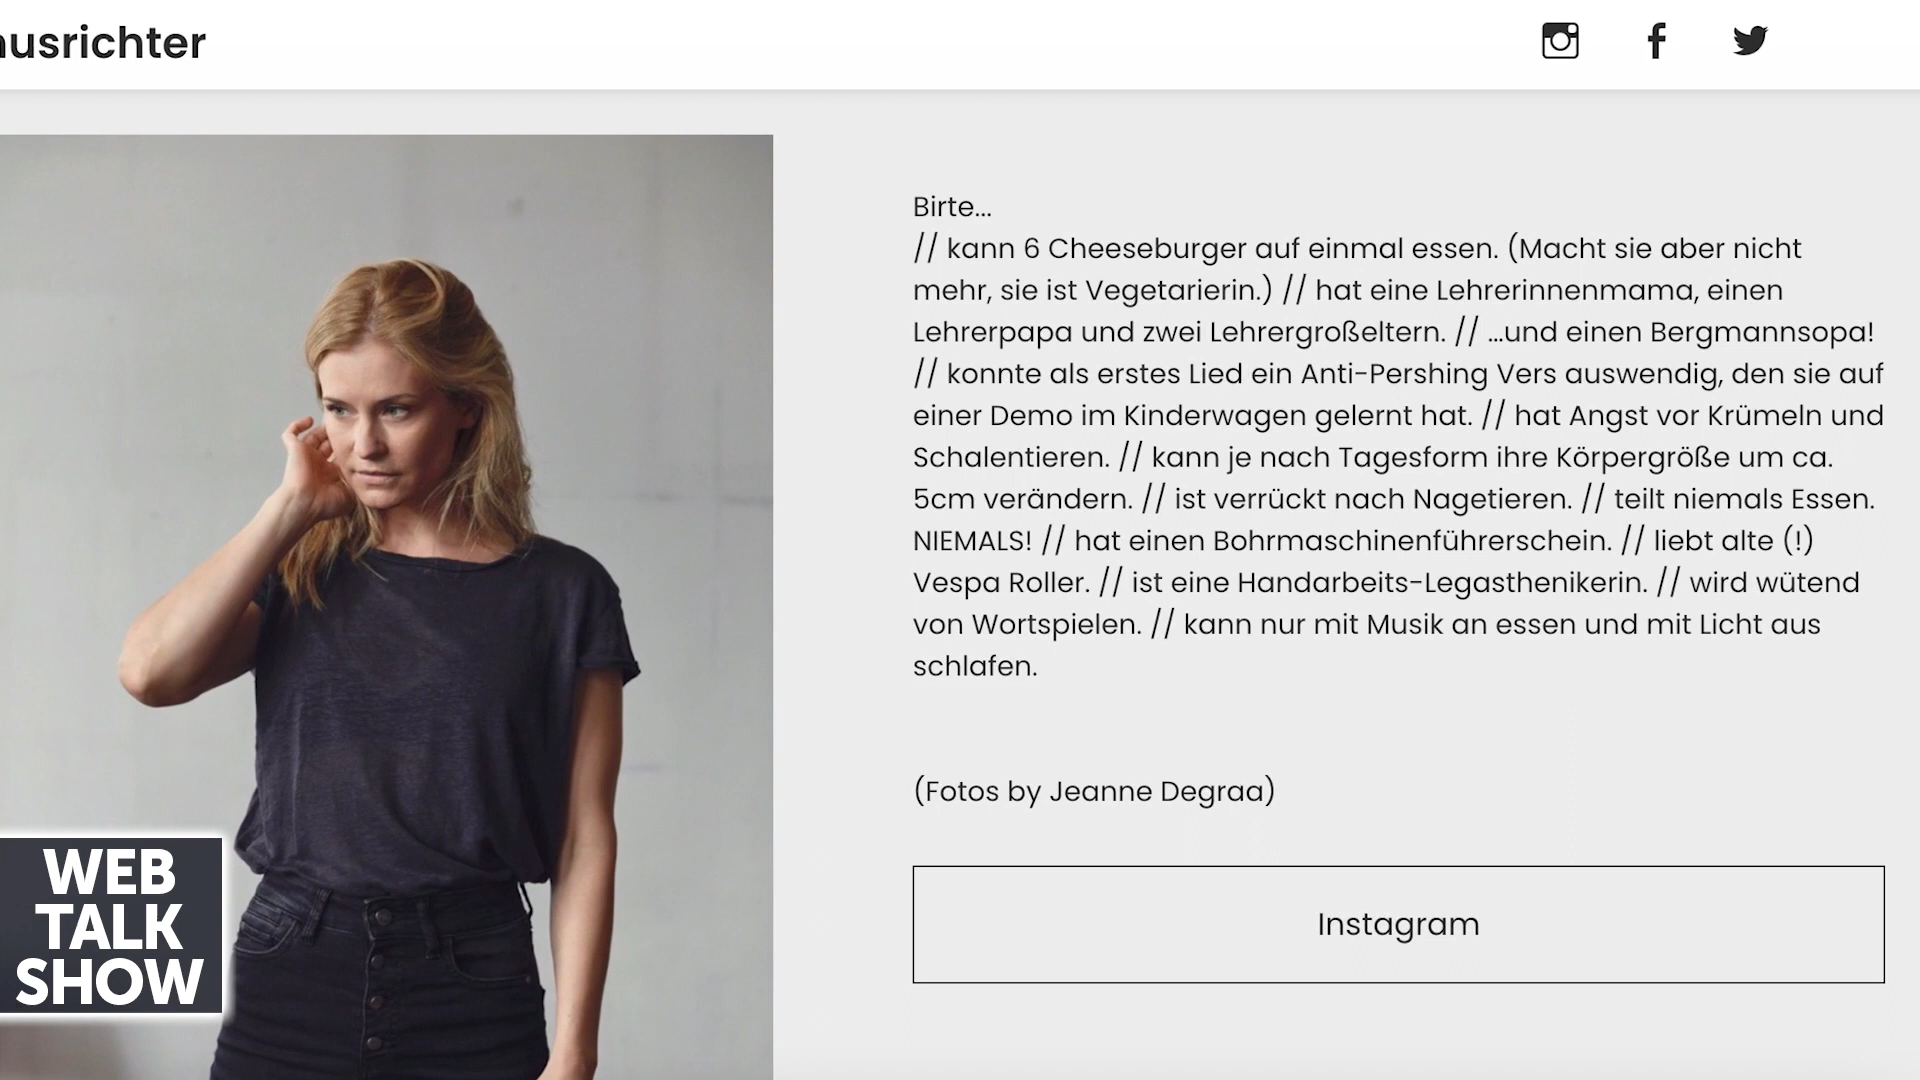 usrichter
Birte...
// kann 6 Cheeseburger auf einmal essen. (Macht sie aber nicht
mehr, sie ist Vegetarierin.) // hat eine Lehrerinnenmama, einen
Lehrerpapa und zwei Lehrergroßeltern. // ...und einen Bergmannsopa!
// konnte als erstes Lied ein Anti-Pershing Vers auswendig, den sie auf
einer Demo im Kinderwagen gelernt hat. // hat Angst vor Krümeln und
Schalentieren. // kann je nach Tagesform ihre Körpergröße um ca.
5cm verändern. // ist verrückt nach Nagetieren. // teilt niemals Essen.
NIEMALS! // hat einen Bohrmaschinenführerschein. // liebt alte (!)
Vespa Roller. // ist eine Handarbeits-Legasthenikerin. // wird wütend
von Wortspielen. // kann nur mit Musik an essen und mit Licht aus
schlafen.
(Fotos by Jeanne Degraa)
Instagram
WEB
TALK
SHOW